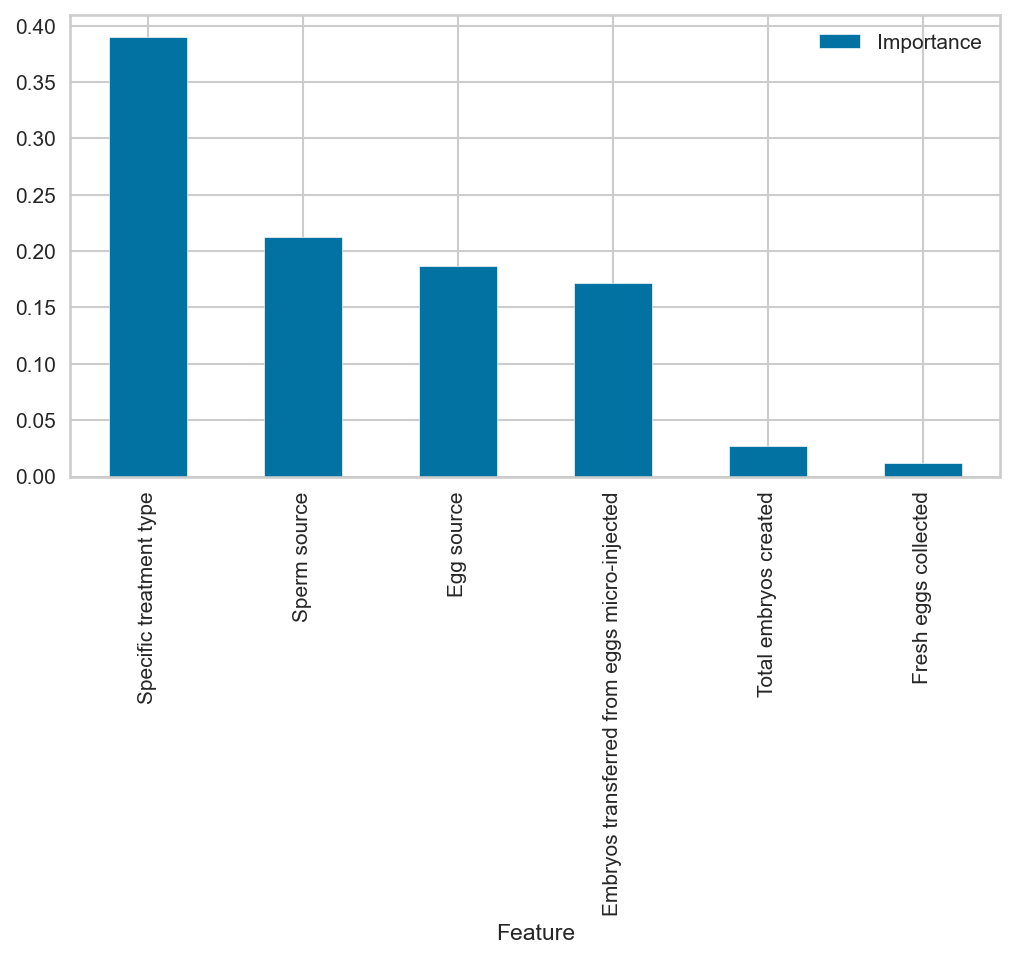 0.40
0.35
0.30
0.25
0.20
0.15
0.10
0.05
0.00
Importance
Specific treatment type
Sperm source
Egg source
Embryos transferred from eggs micro-injected
Total embryos created
Fresh eggs collected
Feature